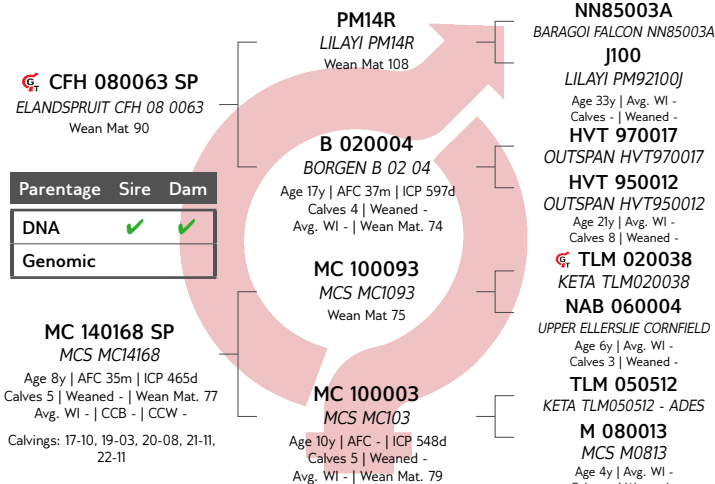 CFH 080063 SP
ELANDSPRUIT CFH 08 0063
Wean Mat 90
Parentage Sire Dam
DNA ✔ ✔
Genomic
MC 140168 SP
MCS MC14168
Age 8y | AFC 35m | ICP 465d
Calves 5 | Weaned - | Wean Mat. 77
Avg. WI - | CCB - | CCW -
Calvings: 17-10, 19-03, 20-08, 21-11,
22-11
PM14R
LILAYI PM14R
Wean Mat 108
B 020004
BORGEN B 02 04
Age 17y | AFC 37m | ICP 597d
Calves 4 | Weaned -
Avg. WI - | Wean Mat. 74
MC 100093
MCS MC1093
Wean Mat 75
MC 100003
MCS MC103
Age 10y | AFC - | ICP 548d
Calves 5 | Weaned -
Avg. WI - | Wean Mat. 79
NN85003A
BARAGOI FALCON NN85003A
J100
LILAYI PM92100J
Age 33y | Avg. WI -
Calves - | Weaned -
HVT 970017
OUTSPAN HVT970017
HVT 950012
OUTSPAN HVT950012
Age 21y | Avg. WI -
Calves 8 | Weaned -
TLM 020038
KETA TLM020038
NAB 060004
UPPER ELLERSLIE CORNFIELD
Age 6y | Avg. WI -
Calves 3 | Weaned -
TLM 050512
KETA TLM050512 - ADES
M 080013
MCS M0813
Age 4y | Avg. WI -